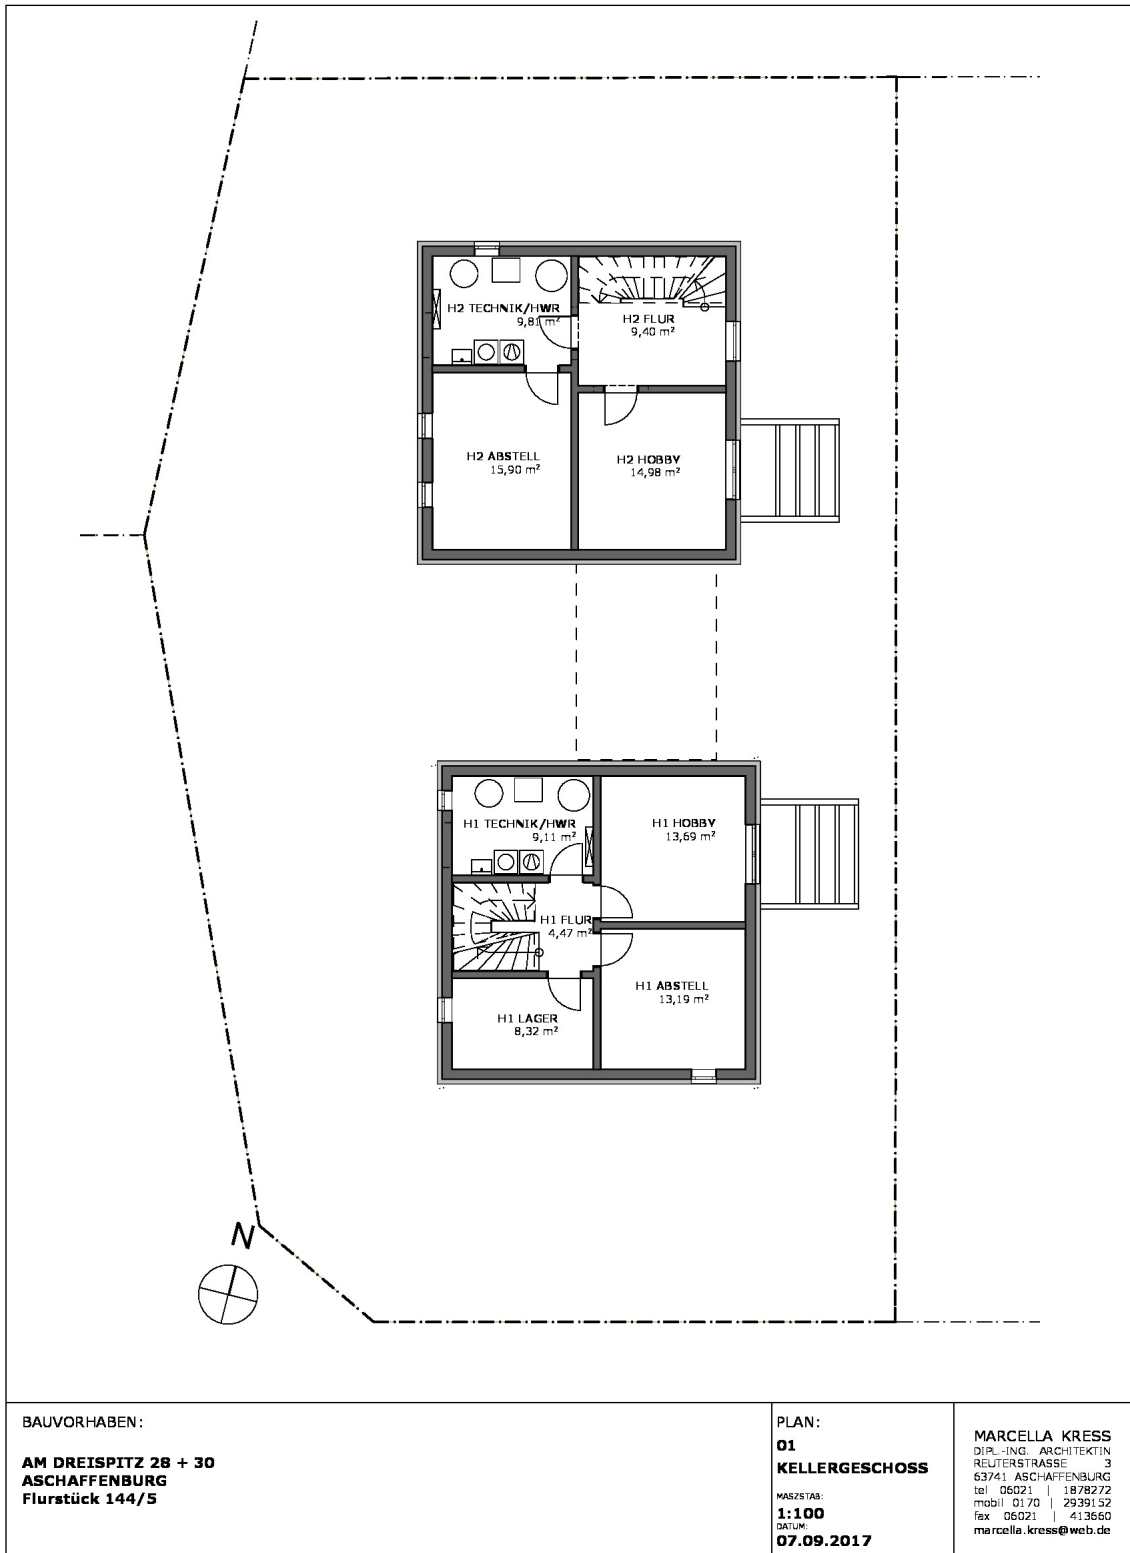 H2 TECHNIK/HWR
9,81 m²
H2 FLUR
9,40 m²
H2 ABSTELL
15,90 m²
H2 HOBBY
14,98 m²
H1 TECHNIK/HWR
9,11 m²
H1 HOBBY
13,69 m²
H1 FLUR
4,47 m²
H1 ABSTELL
13,19 m²
H1 LAGER
8,32 m²
N
BAUVORHABEN:
AM DREISPITZ 28 + 30
ASCHAFFENBURG
Flurstück 144/5
PLAN:
01
KELLERGESCHOSS
MASZSTAB:
1:100
DATUM:
07.09.2017
MARCELLA KRESS
DIPL.-ING. ARCHITEKTIN
REUTERSTRASSE 3
63741 ASCHAFFENBURG
tel 06021 | 1878272
mobil 0170 | 2939152
fax 06021 | 413660
marcella.kress@web.de